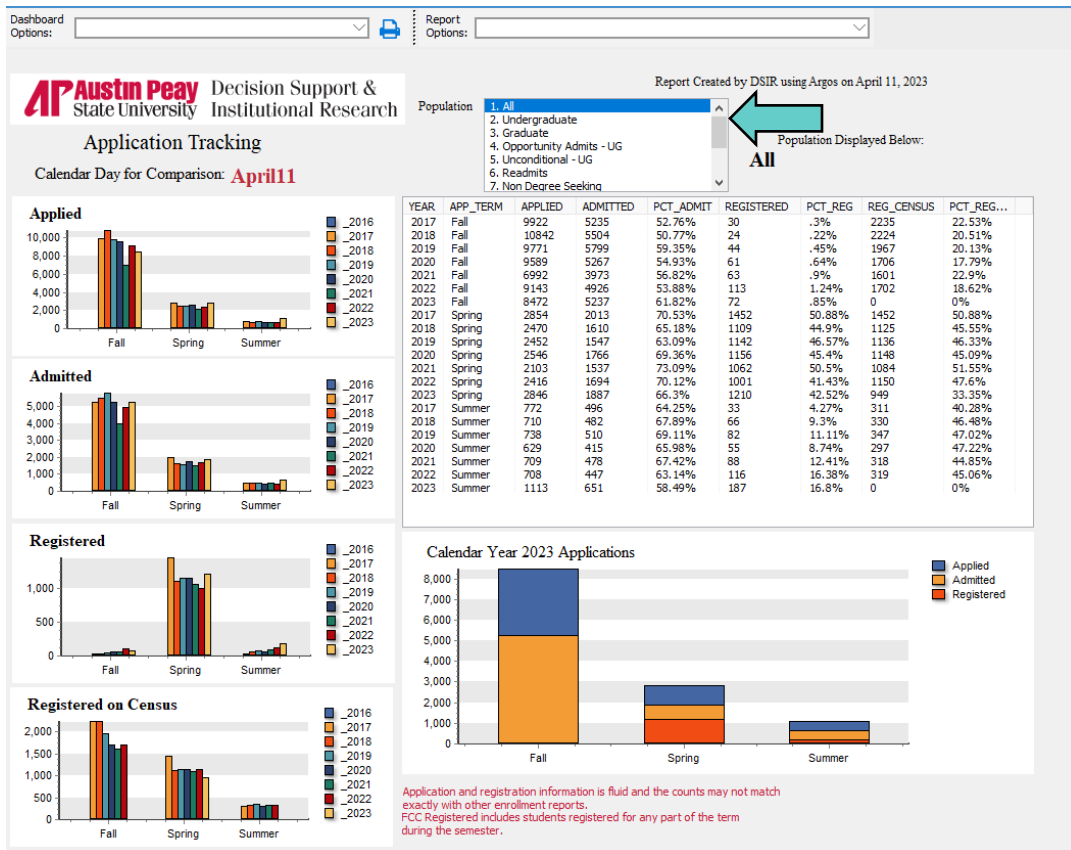 Dashboard Options:
Report Options:
AP Austin Peay State University
Decision Support & Institutional Research
Application Tracking
Calendar Day for Comparison: April11
Report Created by DSIR using Argos on April 11, 2023
Population
1. All
2. Undergraduate
3. Graduate
4. Opportunity Admits - UG
5. Unconditional - UG
6. Readmits
7. Non Degree Seeking
Population Displayed Below:
All
YEAR APP_TERM APPLIED ADMITTED PCT_ADMIT REGISTERED PCT_REG REG_CENSUS PCT_REG...
2017 Fall 9922 5235 52.76% 30 .3% 2235 22.53%
2018 Fall 10842 5504 50.77% 24 .22% 2224 20.51%
2019 Fall 9771 5799 59.35% 44 .45% 1967 20.13%
2020 Fall 9589 5267 54.93% 61 .64% 1706 17.79%
2021 Fall 6992 3973 56.82% 63 .9% 1601 22.9%
2022 Fall 9143 4926 53.88% 113 1.24% 1702 18.62%
2023 Fall 8472 5237 61.82% 72 .85% 0 0%
2017 Spring 2854 2013 70.53% 1452 50.88% 1452 50.88%
2018 Spring 2470 1610 65.18% 1109 44.9% 1125 45.55%
2019 Spring 2452 1547 63.09% 1142 46.57% 1136 46.33%
2020 Spring 2546 1766 69.36% 1156 45.4% 1148 45.09%
2021 Spring 2103 1537 73.09% 1062 50.5% 1084 51.55%
2022 Spring 2416 1694 70.12% 1001 41.43% 1150 47.6%
2023 Spring 2846 1887 66.3% 1210 42.52% 949 33.35%
2017 Summer 772 496 64.25% 33 4.27% 311 40.28%
2018 Summer 710 482 67.89% 66 9.3% 330 46.48%
2019 Summer 738 510 69.11% 82 11.11% 347 47.02%
2020 Summer 629 415 65.98% 55 8.74% 297 47.22%
2021 Summer 709 478 67.42% 88 12.41% 318 44.85%
2022 Summer 708 447 63.14% 116 16.38% 319 45.06%
2023 Summer 1113 651 58.49% 187 16.8% 0 0%
Applied
10,000
8,000
6,000
4,000
2,000
0
Fall Spring Summer
_2016
_2017
_2018
_2019
_2020
_2021
_2022
_2023
Admitted
5,000
4,000
3,000
2,000
1,000
0
Fall Spring Summer
_2016
_2017
_2018
_2019
_2020
_2021
_2022
_2023
Registered
1,000
500
0
Fall Spring Summer
_2016
_2017
_2018
_2019
_2020
_2021
_2022
_2023
Registered on Census
2,000
1,500
1,000
500
0
Fall Spring Summer
_2016
_2017
_2018
_2019
_2020
_2021
_2022
_2023
Calendar Year 2023 Applications
8,000
7,000
6,000
5,000
4,000
3,000
2,000
1,000
0
Fall Spring Summer
Applied
Admitted
Registered
Application and registration information is fluid and the counts may not match
exactly with other enrollment reports.
FCC Registered includes students registered for any part of the term
during the semester.